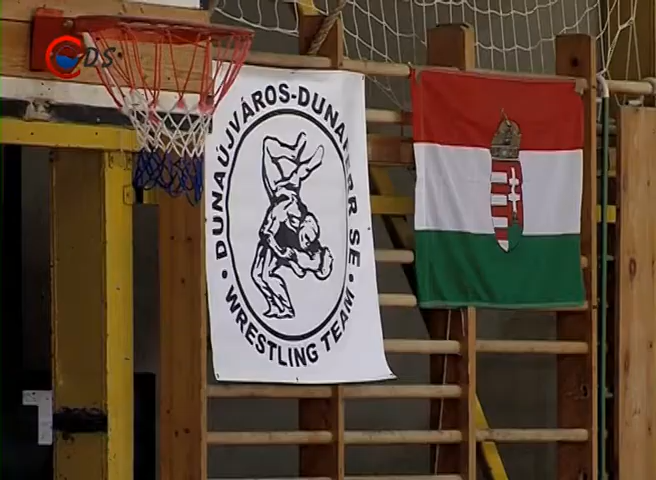 DS
DUNAÚJVÁROS-DUNAFERR SE •
WRESTLING TEAM •